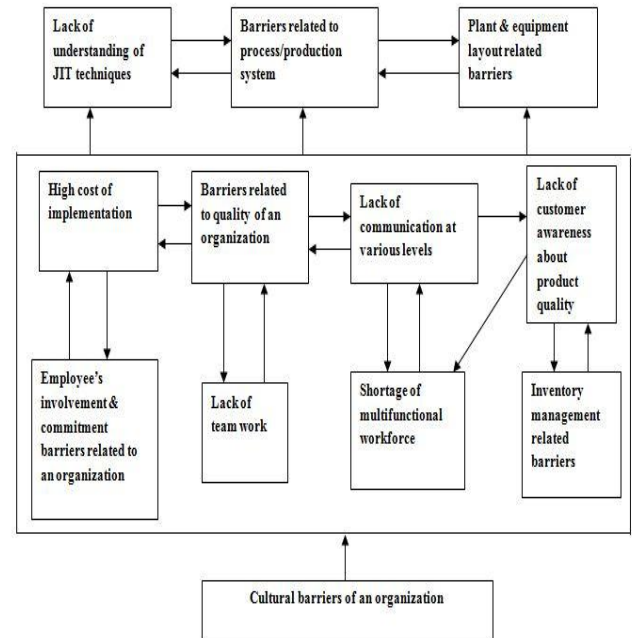 Lack of
understanding of
JIT techniques
Barriers related to
process/production
system
Plant & equipment
layout related
barriers
High cost of
implementation
Barriers related
to quality of an
organization
Lack of
communication at
various levels
Lack of
customer
awareness
about
product
quality
Employee's
involvement &
commitment
barriers related to
an organization
Lack of
team work
Shortage of
multifunctional
workforce
Inventory
management
related
barriers
Cultural barriers of an organization